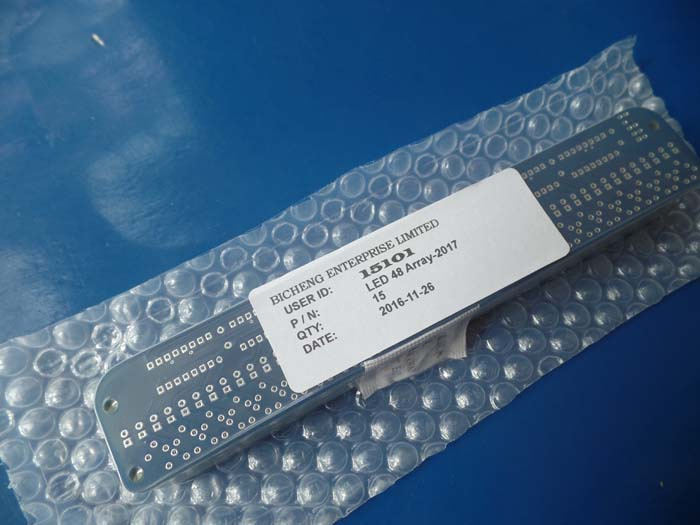 BICHENG ENTERPRISE LIMITED
USER ID: 15101
P / N: LED 48 Array-2017
QTY: 15
DATE: 2016-11-26